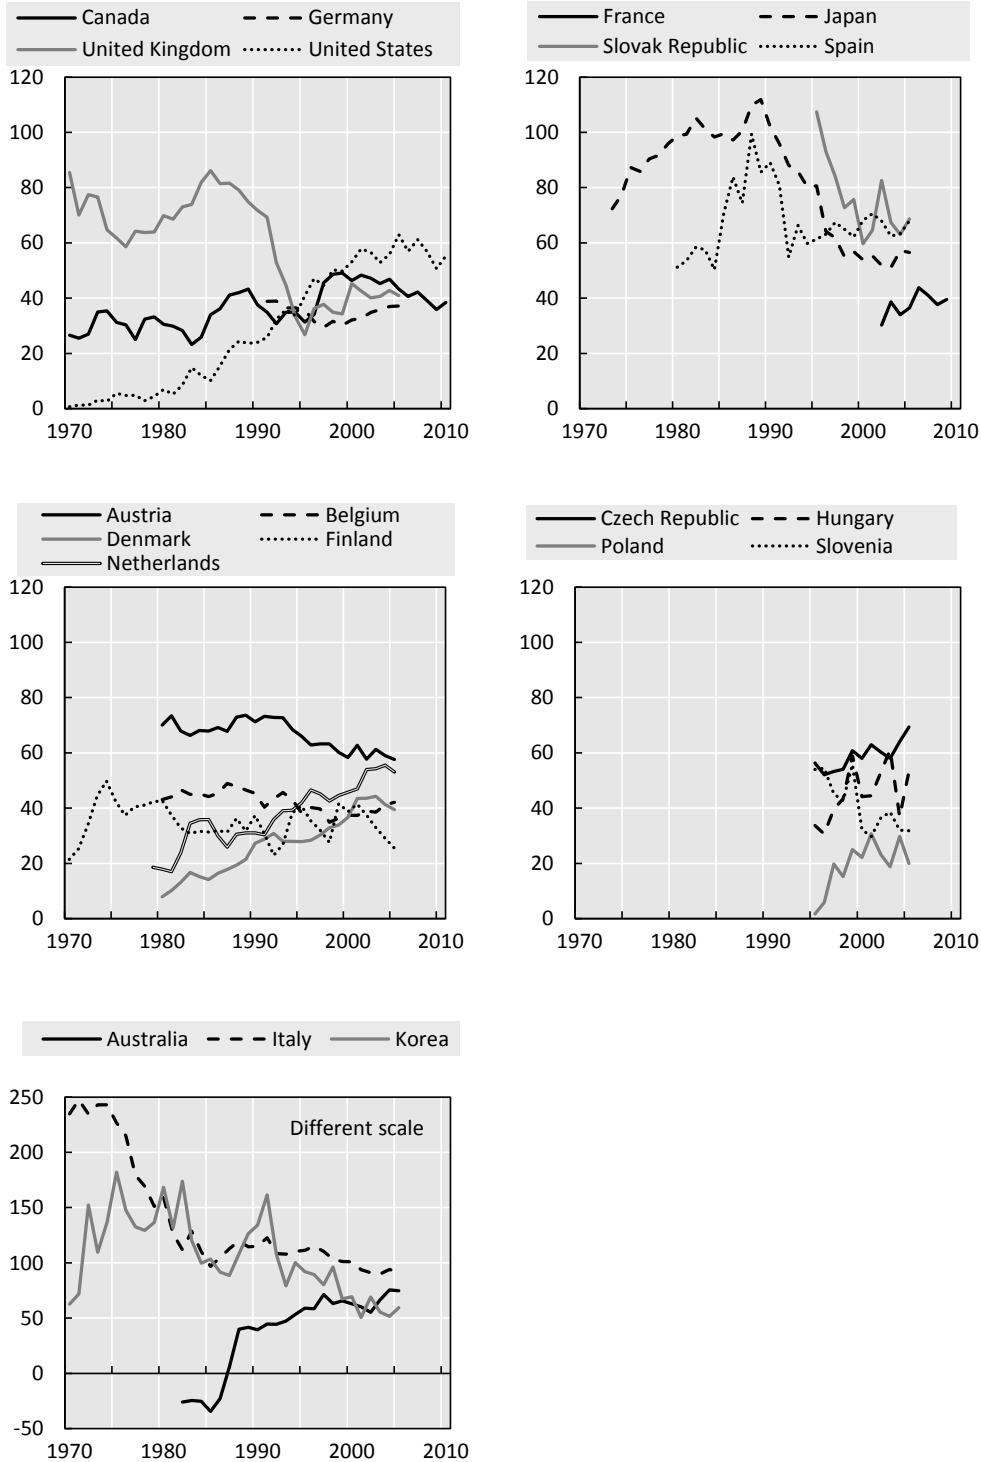 Canada Germany
United Kingdom United States
120
100
80
60
40
20
0
1970 1980 1990 2000 2010
France Japan
Slovak Republic Spain
120
100
80
60
40
20
0
1970 1980 1990 2000 2010
Austria Belgium
Denmark Finland
Netherlands
120
100
80
60
40
20
0
1970 1980 1990 2000 2010
Czech Republic Hungary
Poland Slovenia
120
100
80
60
40
20
0
1970 1980 1990 2000 2010
Australia Italy Korea
250
Different scale
200
150
100
50
0
-50
1970 1980 1990 2000 2010